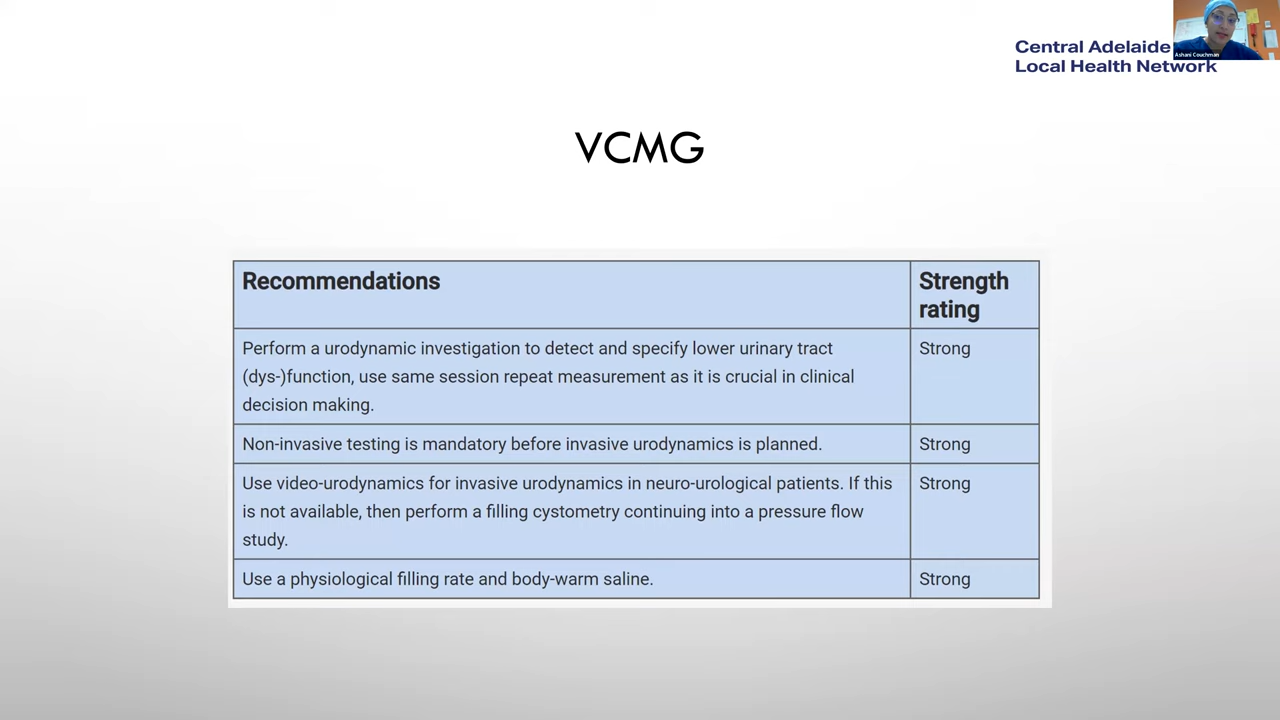 Central Adelaide
Local Health Network
Ashani Couchman
VCMG
Recommendations
Strength
rating
Perform a urodynamic investigation to detect and specify lower urinary tract
(dys-)function, use same session repeat measurement as it is crucial in clinical
decision making.
Strong
Non-invasive testing is mandatory before invasive urodynamics is planned.
Strong
Use video-urodynamics for invasive urodynamics in neuro-urological patients. If this
is not available, then perform a filling cystometry continuing into a pressure flow
study.
Strong
Use a physiological filling rate and body-warm saline.
Strong